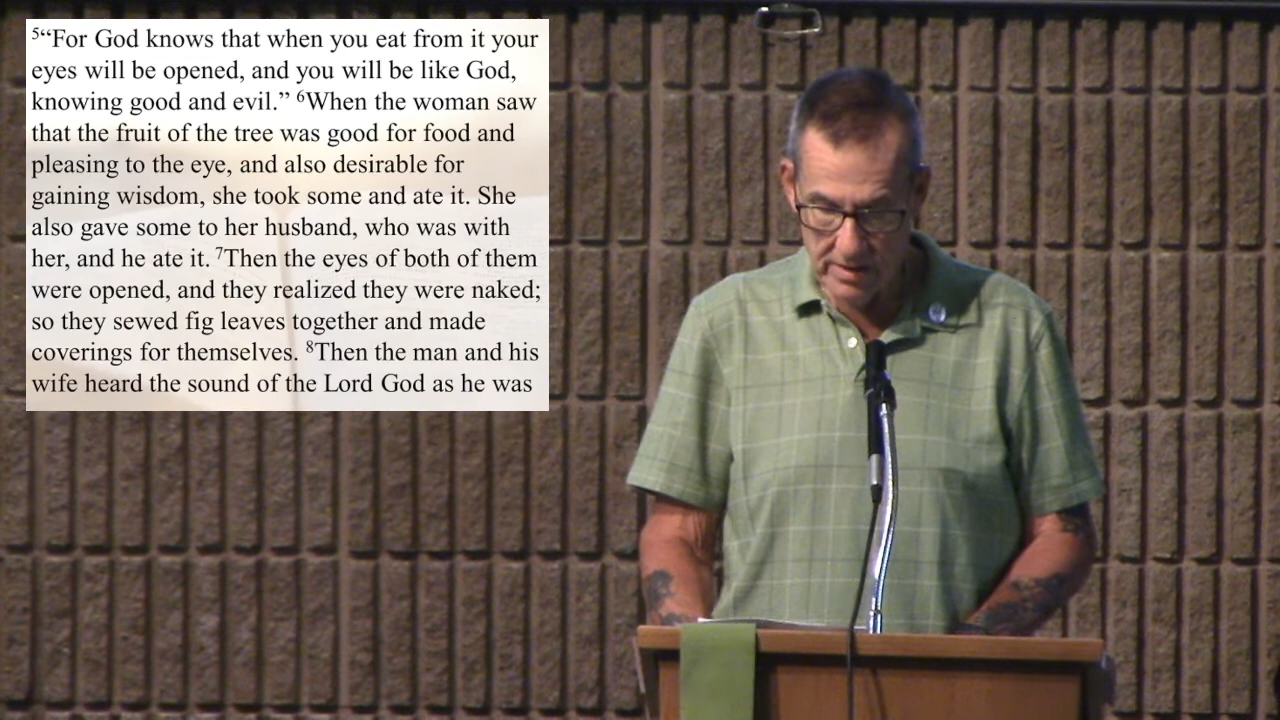 ⁵“For God knows that when you eat from it your
eyes will be opened, and you will be like God,
knowing good and evil.” ⁶When the woman saw
that the fruit of the tree was good for food and
pleasing to the eye, and also desirable for
gaining wisdom, she took some and ate it. She
also gave some to her husband, who was with
her, and he ate it. ⁷Then the eyes of both of them
were opened, and they realized they were naked;
so they sewed fig leaves together and made
coverings for themselves. ⁸Then the man and his
wife heard the sound of the Lord God as he was